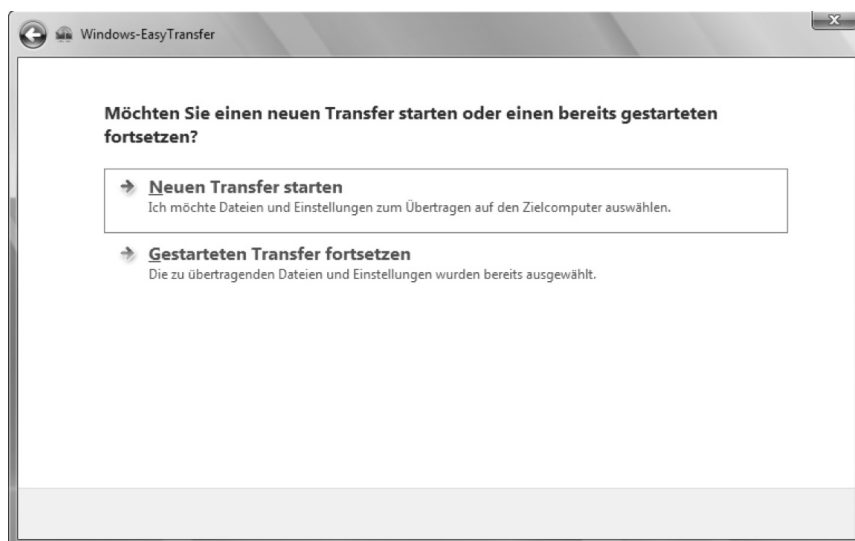 Windows-EasyTransfer
Möchten Sie einen neuen Transfer starten oder einen bereits gestarteten
fortsetzen?
Neuen Transfer starten
Ich möchte Dateien und Einstellungen zum Übertragen auf den Zielcomputer auswählen.
Gestarteten Transfer fortsetzen
Die zu übertragenden Dateien und Einstellungen wurden bereits ausgewählt.